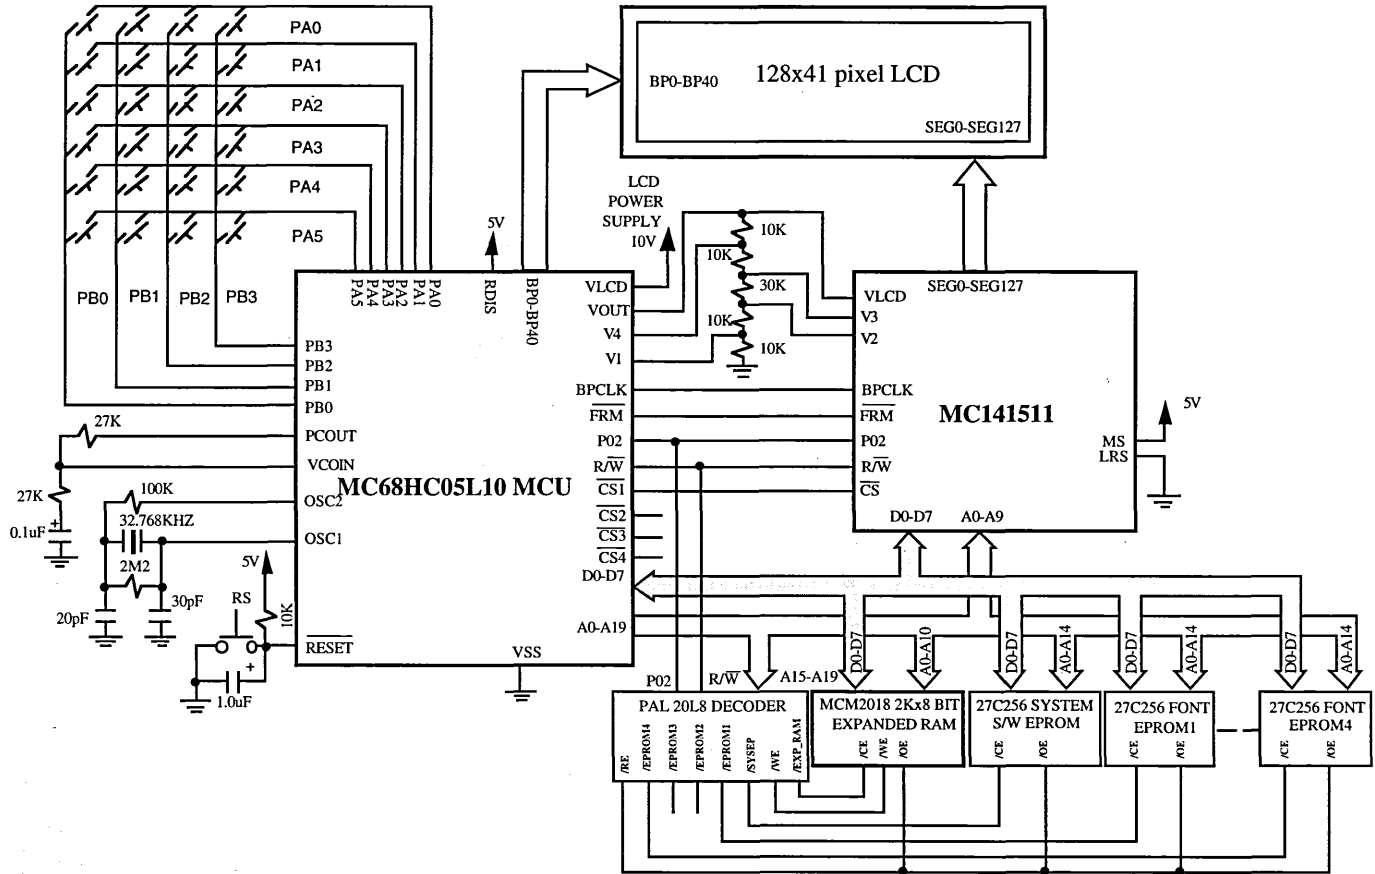 PA0
PA1
PA2
PA3
PA4
PA5
PB0
PB1
PB2
PB3
128x41 pixel LCD
BP0-BP40
SEG0-SEG127
LCD
POWER
SUPPLY
10V
5V
10K
10K
30K
10K
10K
PA5
PA4
PA3
PA2
PA1
PA0
RDIS
BP0-BP40
VLCD
VOUT
V4
V1
BPCLK
FRM
P02
R/W
CS1
CS2
CS3
CS4
D0-D7
A0-A19
PB3
PB2
PB1
PB0
PCOUT
VCOIN
OSC2
OSC1
RESET
VSS
MC68HC05L10 MCU
27K
27K
0.1uF
+
100K
32.768KHZ
2M2
20pF
30pF
5V
10K
RS
+
1.0uF
SEG0-SEG127
VLCD
V3
V2
BPCLK
FRM
P02
R/W
CS
MC141511
MS
LRS
5V
D0-D7
A0-A9
P02
R/W
A15-A19
D0-D7
A0-A10
D0-D7
A0-A14
D0-D7
A0-A14
D0-D7
A0-A14
PAL 20L8 DECODER
/RE
/EPROM4
/EPROM3
/EPROM2
/EPROM1
/SYSEP
/WE
/EXP_RAM
MCM2018 2Kx8 BIT
EXPANDED RAM
/CE
/WE
/OE
27C256 SYSTEM
S/W EPROM
/CE
/OE
27C256 FONT
EPROM1
/CE
/OE
27C256 FONT
EPROM4
/CE
/OE